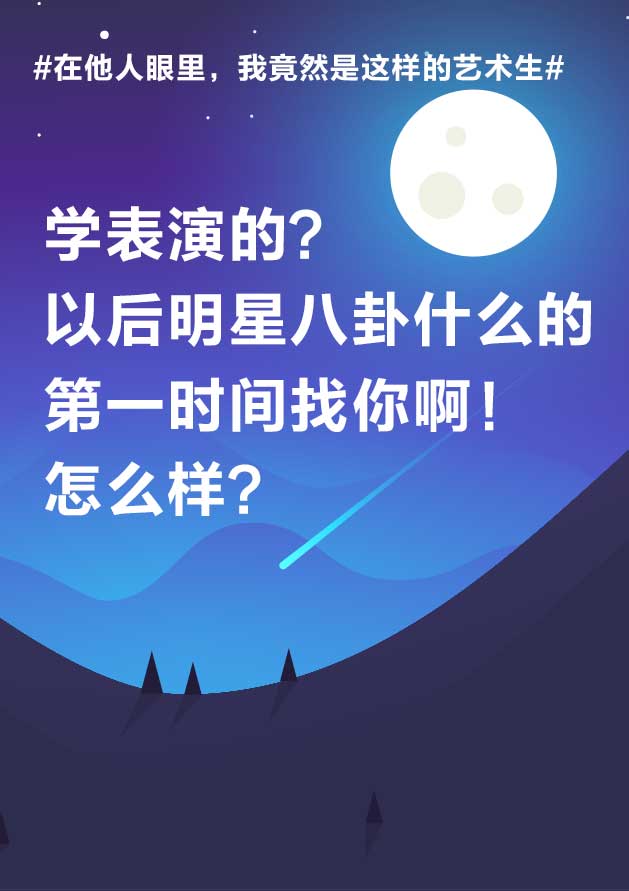 #在他人眼里，我竟然是这样的艺术生#
学表演的？
以后明星八卦什么的
第一时间找你啊！
怎么样？